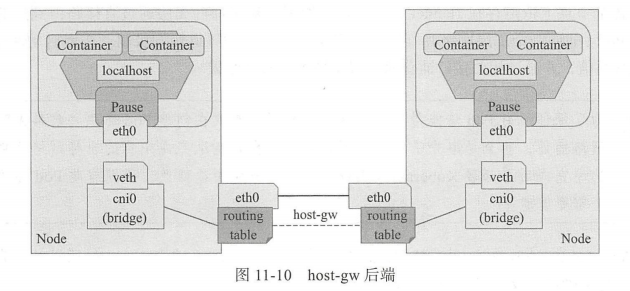 Container Container
localhost
Pause
eth0
veth
cni0
(bridge)
Node
eth0
routing
table
host-gw
eth0
routing
table
Container Container
localhost
Pause
eth0
veth
cni0
(bridge)
Node
图 11-10 host-gw 后端